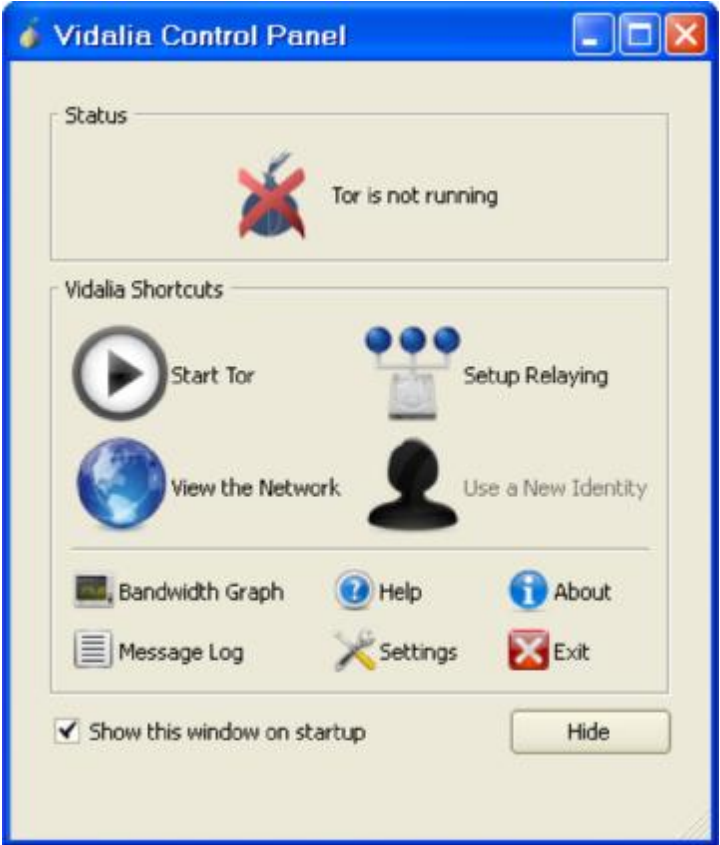 Vidalia Control Panel
Status
Tor is not running
Vidalia Shortcuts
Start Tor
Setup Relaying
View the Network
Use a New Identity
Bandwidth Graph
Help
About
Message Log
Settings
Exit
Show this window on startup
Hide